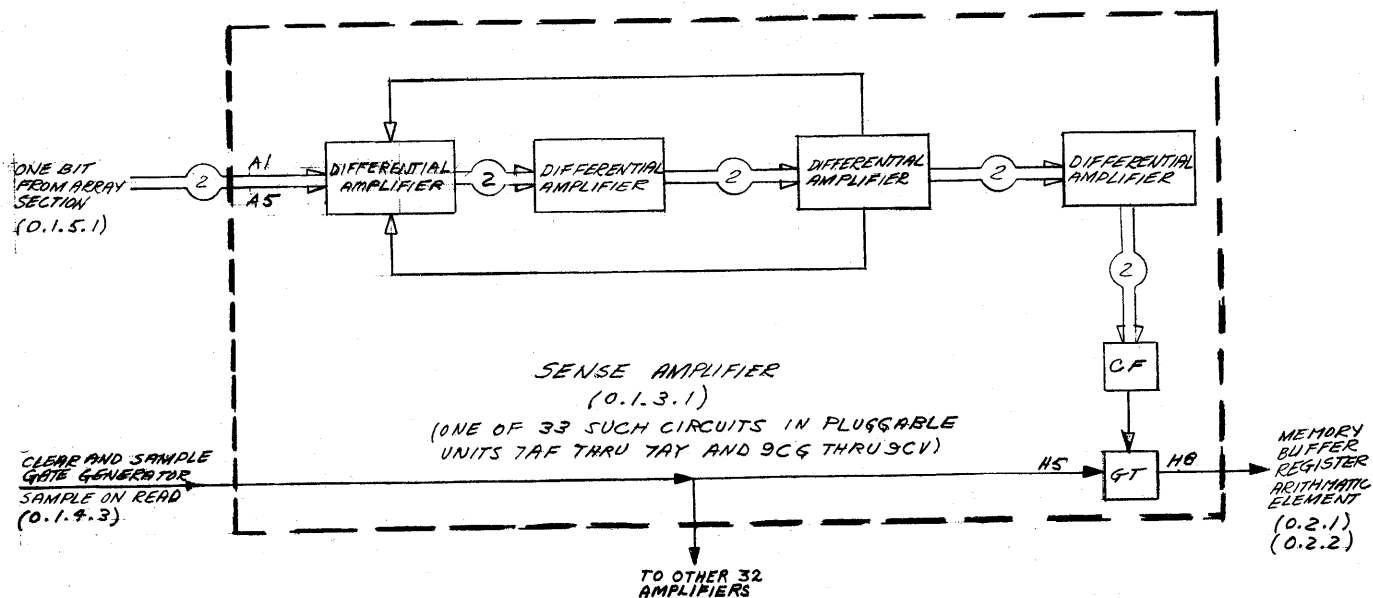 ONE BIT
FROM ARRAY
SECTION
(0.1.5.1)
2
A1
A5
DIFFERENTIAL
AMPLIFIER
2
DIFFERENTIAL
AMPLIFIER
2
DIFFERENTIAL
AMPLIFIER
2
DIFFERENTIAL
AMPLIFIER
2
CF
SENSE AMPLIFIER
(0.1.3.1)
(ONE OF 33 SUCH CIRCUITS IN PLUGGABLE
UNITS 7AF THRU 7AY AND 9CG THRU 9CV)
CLEAR AND SAMPLE
GATE GENERATOR
SAMPLE ON READ
(0.1.4.3)
H5
GT
H8
MEMORY
BUFFER
REGISTER
ARITHMATIC
ELEMENT
(0.2.1)
(0.2.2)
TO OTHER 32
AMPLIFIERS